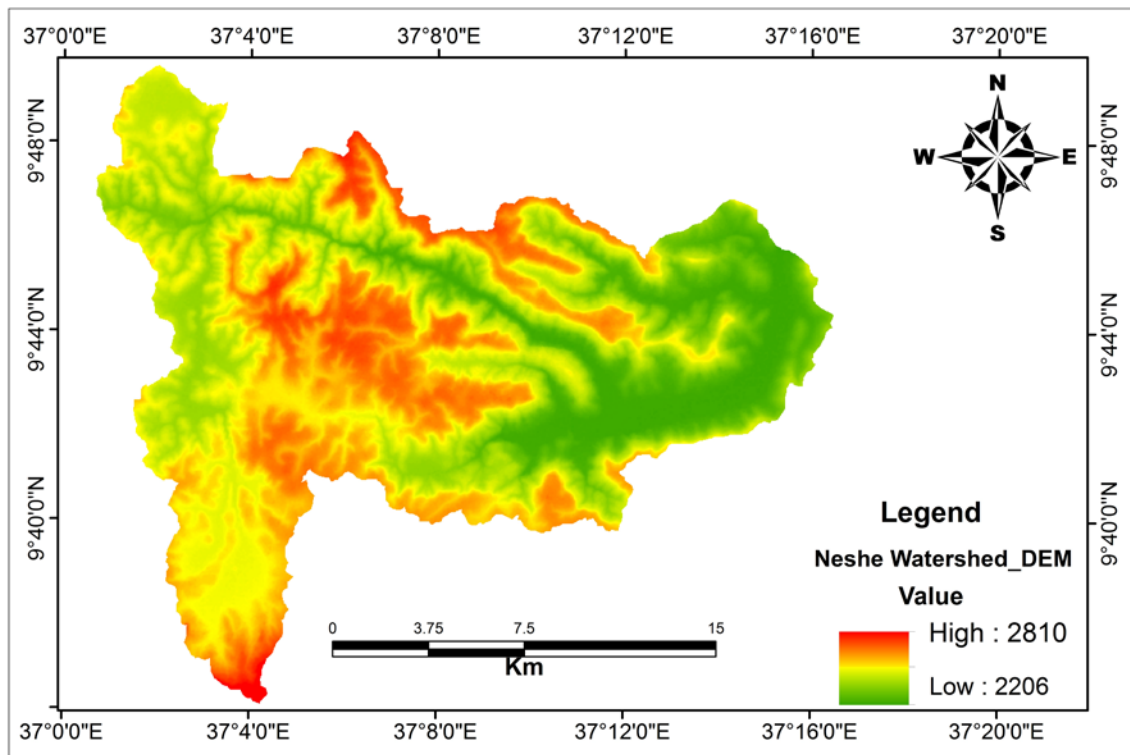 37°0'0"E 37°4'0"E 37°8'0"E 37°12'0"E 37°16'0"E 37°20'0"E
N
W E
S
9°48'0"N 9°48'0"N
9°44'0"N 9°44'0"N
9°40'0"N 9°40'0"N
Legend
Neshe Watershed_DEM
Value
High : 2810
Low : 2206
0 3.75 7.5 15
Km
37°0'0"E 37°4'0"E 37°8'0"E 37°12'0"E 37°16'0"E 37°20'0"E